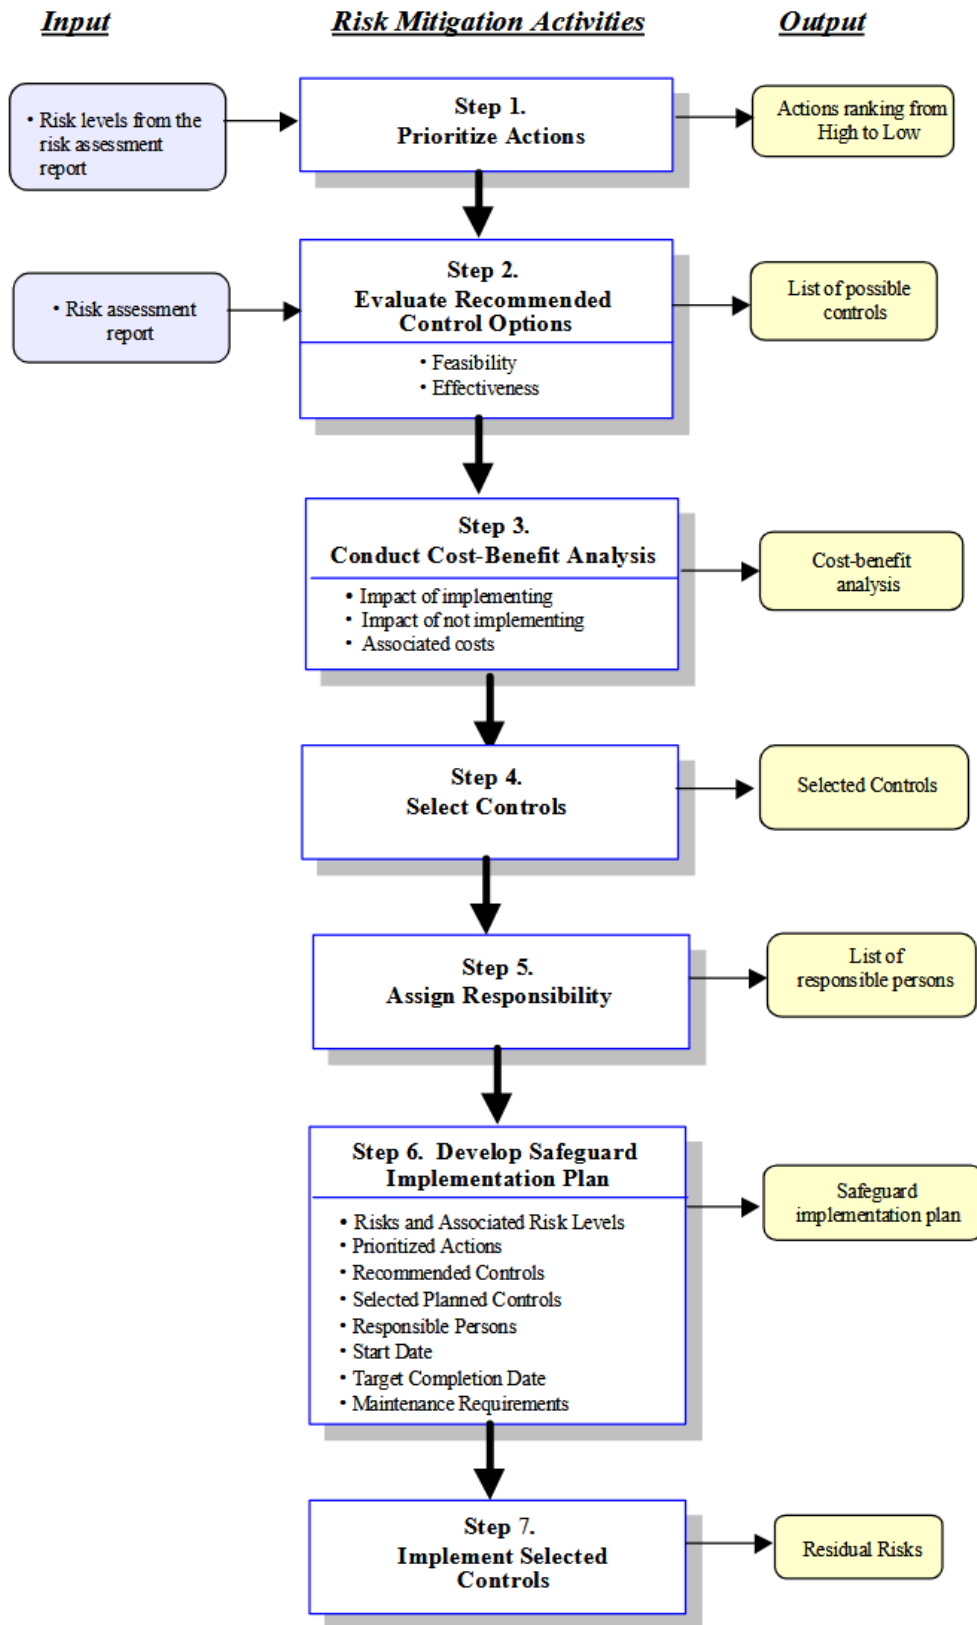 Input
Risk Mitigation Activities
Output
• Risk levels from the
risk assessment
report
Step 1.
Prioritize Actions
Actions ranking from
High to Low
• Risk assessment
report
Step 2.
Evaluate Recommended
Control Options
• Feasibility
• Effectiveness
List of possible
controls
Step 3.
Conduct Cost-Benefit Analysis
• Impact of implementing
• Impact of not implementing
• Associated costs
Cost-benefit
analysis
Step 4.
Select Controls
Selected Controls
Step 5.
Assign Responsibility
List of
responsible persons
Step 6. Develop Safeguard
Implementation Plan
• Risks and Associated Risk Levels
• Prioritized Actions
• Recommended Controls
• Selected Planned Controls
• Responsible Persons
• Start Date
• Target Completion Date
• Maintenance Requirements
Safeguard
implementation plan
Step 7.
Implement Selected
Controls
Residual Risks